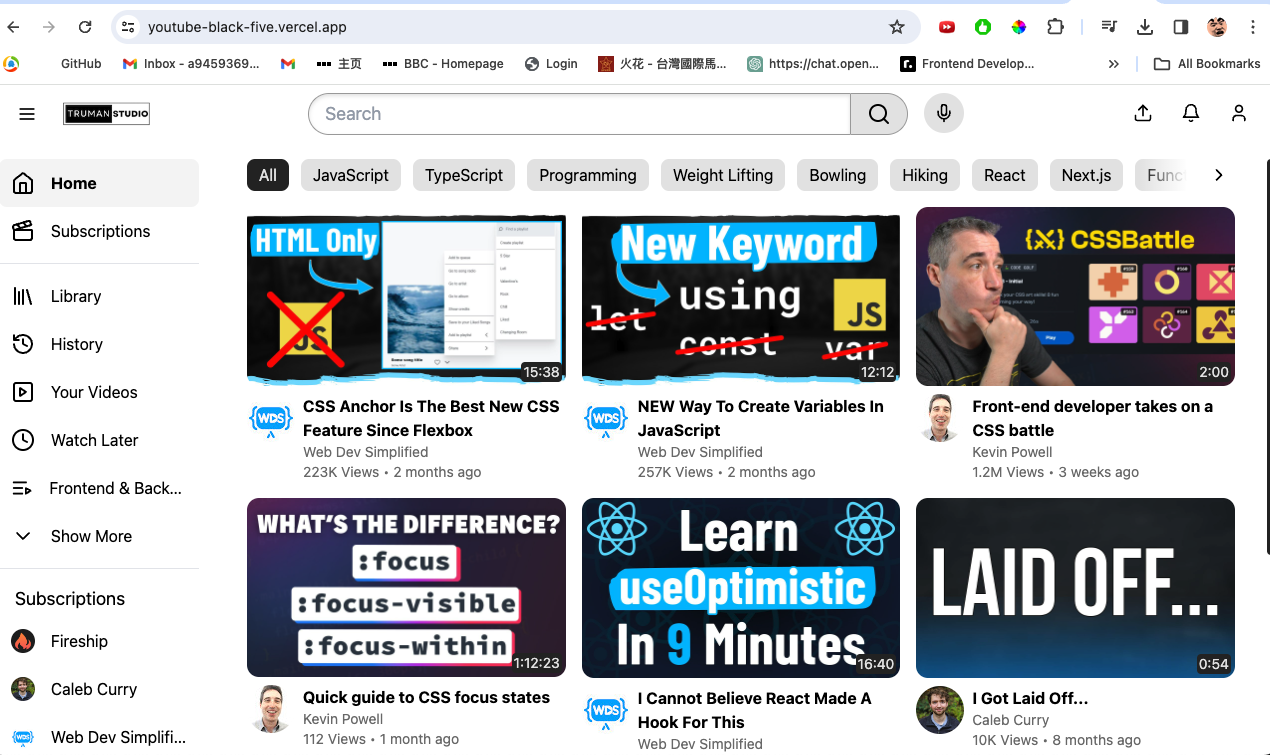 youtube-black-five.vercel.app
GitHub
Inbox - a9459369...
主页
BBC - Homepage
Login
火花 - 台灣國際馬...
https://chat.open...
Frontend Develop...
All Bookmarks
TRUMAN STUDIO
Search
Home
Subscriptions
Library
History
Your Videos
Watch Later
Frontend & Back...
Show More
Subscriptions
Fireship
Caleb Curry
Web Dev Simplifi...
All
JavaScript
TypeScript
Programming
Weight Lifting
Bowling
Hiking
React
Next.js
Func
HTML Only
JS
15:38
WDS
CSS Anchor Is The Best New CSS
Feature Since Flexbox
Web Dev Simplified
223K Views • 2 months ago
New Keyword
using
let
const
var
JS
12:12
WDS
NEW Way To Create Variables In
JavaScript
Web Dev Simplified
257K Views • 2 months ago
CSSBattle
Play
2:00
Front-end developer takes on a
CSS battle
Kevin Powell
1.2M Views • 3 weeks ago
WHAT'S THE DIFFERENCE?
:focus
:focus-visible
:focus-within
1:12:23
Quick guide to CSS focus states
Kevin Powell
112 Views • 1 month ago
Learn
useOptimistic
In 9 Minutes
16:40
WDS
I Cannot Believe React Made A
Hook For This
Web Dev Simplified
LAID OFF...
0:54
I Got Laid Off...
Caleb Curry
10K Views • 8 months ago